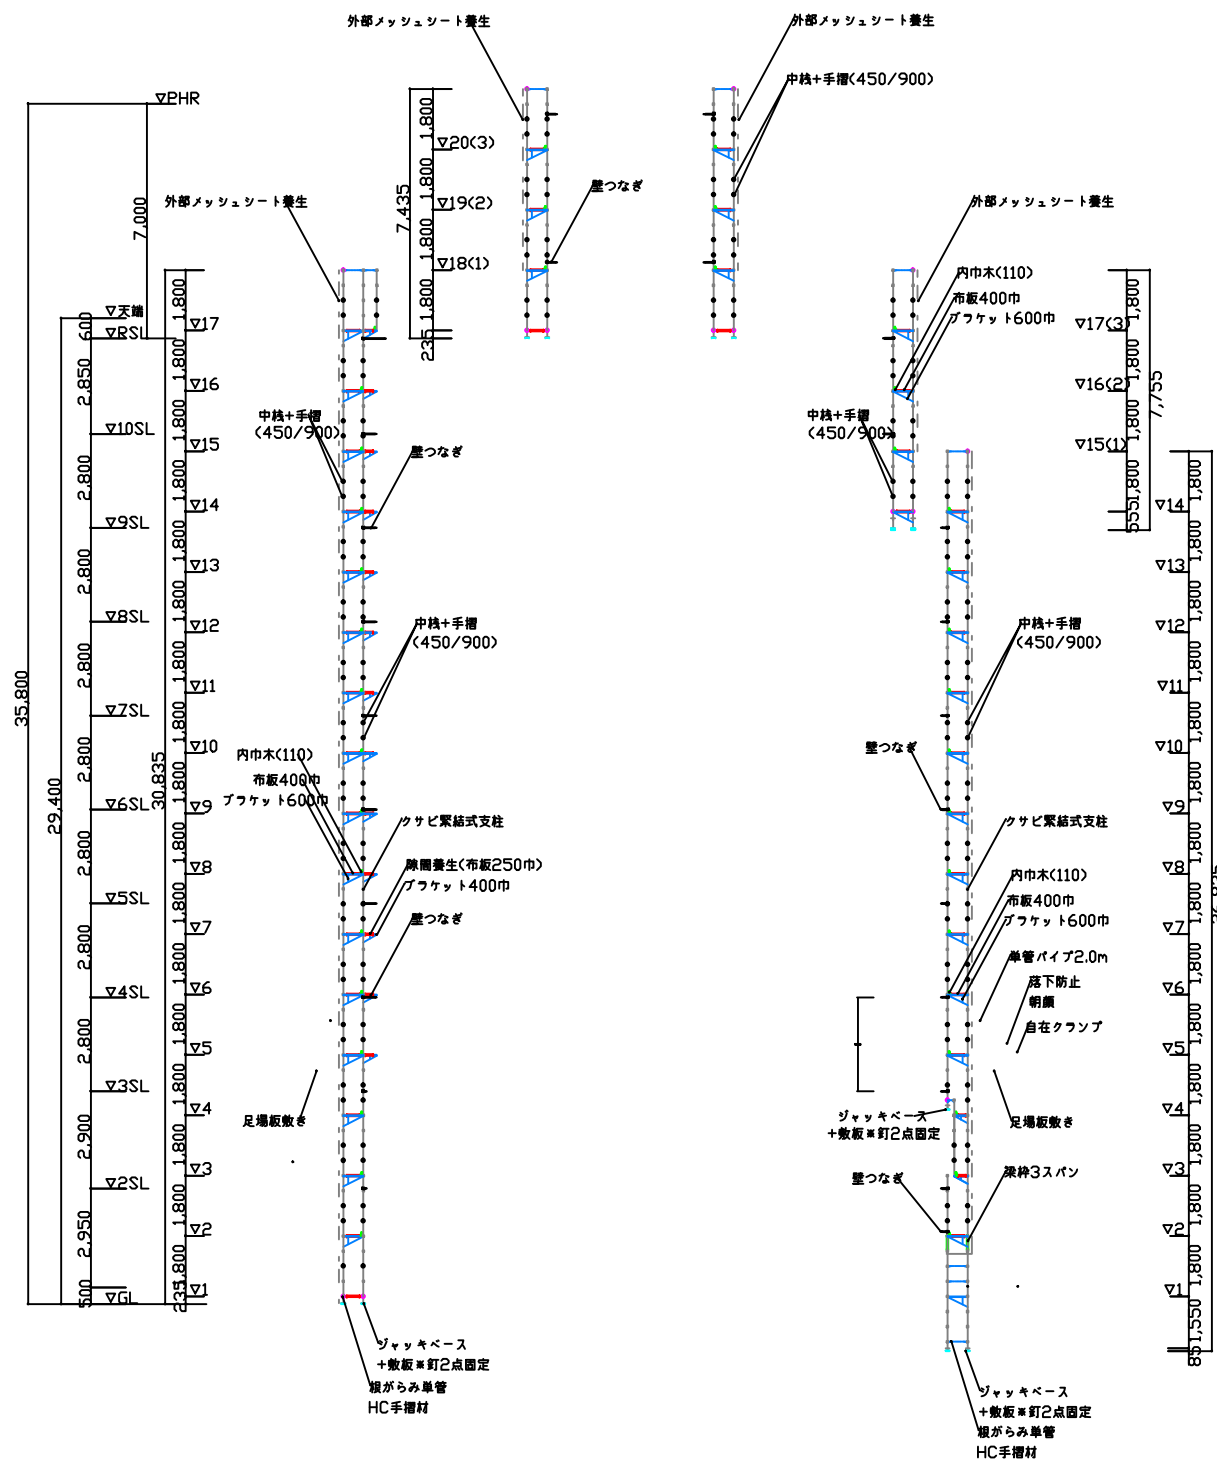 外部メッシュシート養生
外部メッシュシート養生
中桟+手摺(450/900)
▽PHR
1,800
▽20(3)
1,800
7,435
▽19(2)
1,800
▽18(1)
1,800
235
壁つなぎ
7,000
外部メッシュシート養生
外部メッシュシート養生
内巾木(110)
布板400巾
ブラケット600巾
▽17(3)
▽16(2)
▽15(1)
1,800
1,800
1,800
1,800
555
7,755
中桟+手摺
(450/900)
▽天端
600
▽RSL
2,850
▽10SL
2,800
▽9SL
2,800
▽8SL
2,800
▽7SL
2,800
▽6SL
2,800
▽5SL
2,800
▽4SL
2,800
▽3SL
2,900
▽2SL
2,950
500
▽GL
35,800
29,400
30,835
1,800
▽17
1,800
▽16
1,800
▽15
1,800
▽14
1,800
▽13
1,800
▽12
1,800
▽11
1,800
▽10
1,800
▽9
1,800
▽8
1,800
▽7
1,800
▽6
1,800
▽5
1,800
▽4
1,800
▽3
1,800
▽2
1,800
▽1
235
中桟+手摺
(450/900)
壁つなぎ
中桟+手摺
(450/900)
内巾木(110)
布板400巾
ブラケット600巾
クサビ緊結式支柱
隙間養生(布板250巾)
ブラケット400巾
壁つなぎ
足場板敷き
ジャッキベース
+敷板※釘2点固定
根がらみ単管
HC手摺材
中桟+手摺
(450/900)
壁つなぎ
クサビ緊結式支柱
内巾木(110)
布板400巾
ブラケット600巾
単管パイプ2.0m
落下防止
朝顔
自在クランプ
ジャッキベース
+敷板※釘2点固定
足場板敷き
壁つなぎ
梁枠3スパン
1,800
▽14
1,800
▽13
1,800
▽12
1,800
▽11
1,800
▽10
1,800
▽9
1,800
▽8
1,800
▽7
1,800
▽6
1,800
▽5
1,800
▽4
1,800
▽3
1,800
▽2
1,800
▽1
1,550
85
ジャッキベース
+敷板※釘2点固定
根がらみ単管
HC手摺材